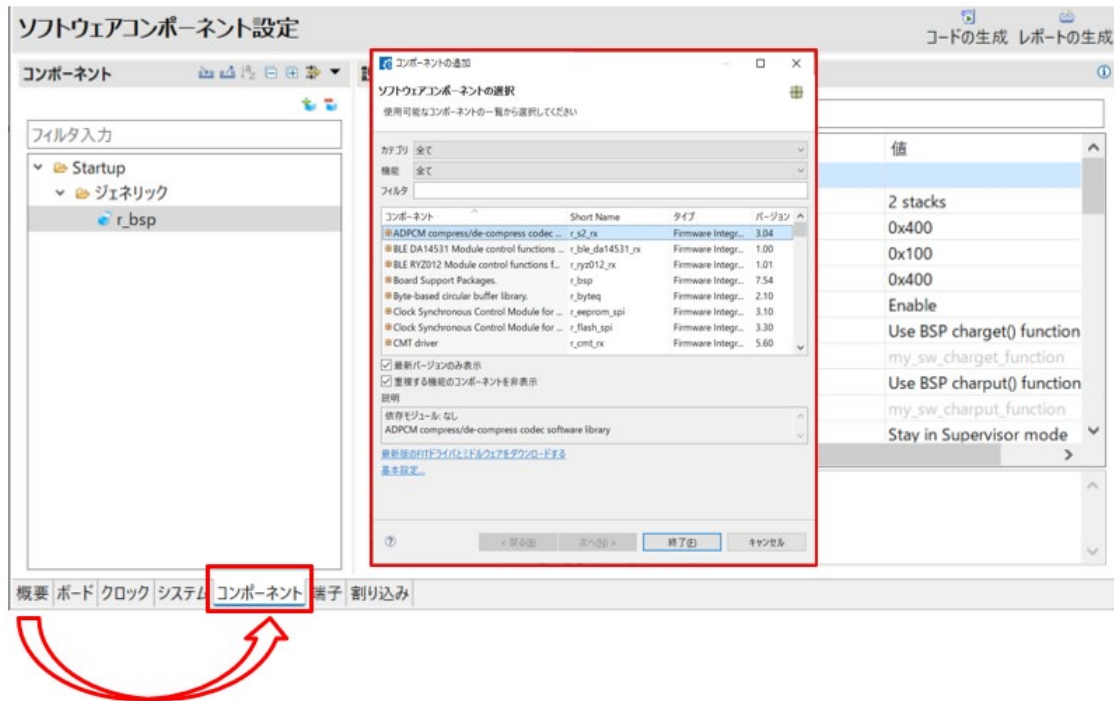 ソフトウェアコンポーネント設定
コードの生成 レポートの生成
コンポーネント
フィルタ入力
Startup
ジェネリック
r_bsp
コンポーネントの追加
ソフトウェアコンポーネントの選択
使用可能なコンポーネントの一覧から選択してください
カテゴリ 全て
機能 全て
フィルタ
コンポーネント Short Name タイプ バージョン
ADPCM compress/de-compress codec ... r_s2_rx Firmware Integr... 3.04
BLE DA14531 Module control functions ... r_ble_da14531_rx Firmware Integr... 1.00
BLE RYZ012 Module control functions f... r_ryz012_rx Firmware Integr... 1.01
Board Support Packages. r_bsp Firmware Integr... 7.54
Byte-based circular buffer library. r_byteq Firmware Integr... 2.10
Clock Synchronous Control Module for ... r_eeprom_spi Firmware Integr... 3.10
Clock Synchronous Control Module for ... r_flash_spi Firmware Integr... 3.30
CMT driver r_cmt_rx Firmware Integr... 5.60
最新バージョンのみ表示
重複する機能のコンポーネントを非表示
説明
依存モジュール: なし
ADPCM compress/de-compress codec software library
最新版のFITドライバとミドルウェアをダウンロードする
基本設定...
< 戻る(B) 次へ(N) > 終了(F) キャンセル
値
2 stacks
0x400
0x100
0x400
Enable
Use BSP charget() function
my_sw_charget_function
Use BSP charput() function
my_sw_charput_function
Stay in Supervisor mode
概要 ボード クロック システム コンポーネント 端子 割り込み